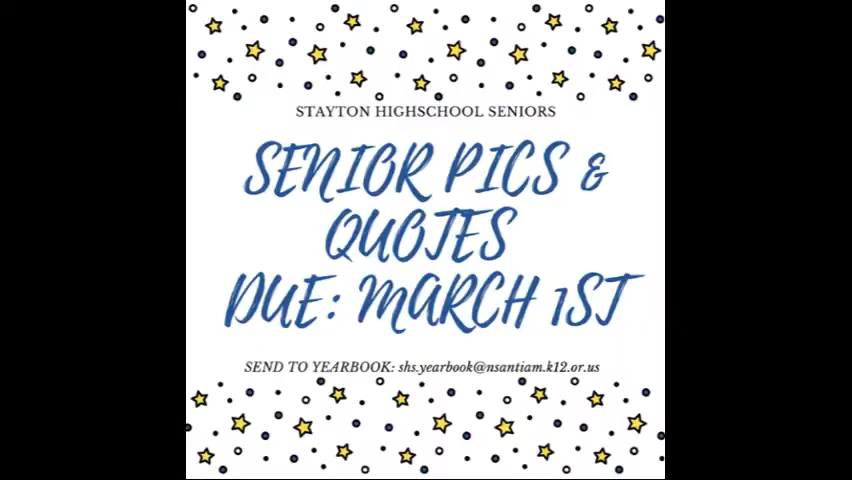 STAYTON HIGHSCHOOL SENIORS
SENIOR PICS &
QUOTES
DUE: MARCH 1ST
SEND TO YEARBOOK: shs.yearbook@nsantiam.k12.or.us